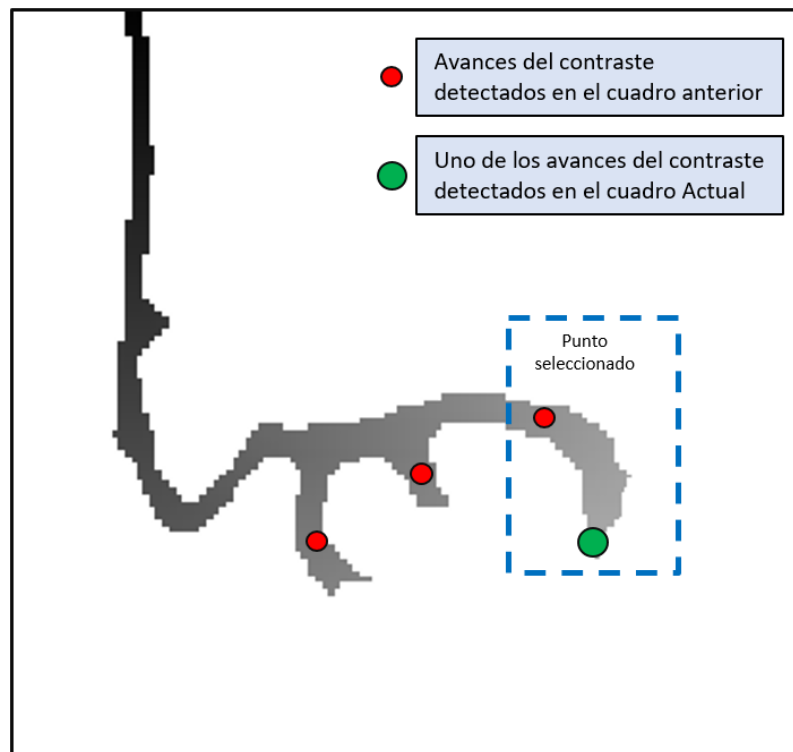 Avances del contraste
detectados en el cuadro anterior
Uno de los avances del contraste
detectados en el cuadro Actual
Punto
seleccionado